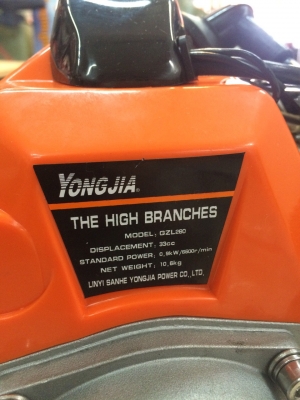 YONGJIA®
THE HIGH BRANCHES
MODEL: GZL260
DISPLACEMENT: 33cc
STANDARD POWER: 0,9kW/6500r/min
NET WEIGHT: 10,5kg
LINYI SANHE YONGJIA POWER CO., LTD.